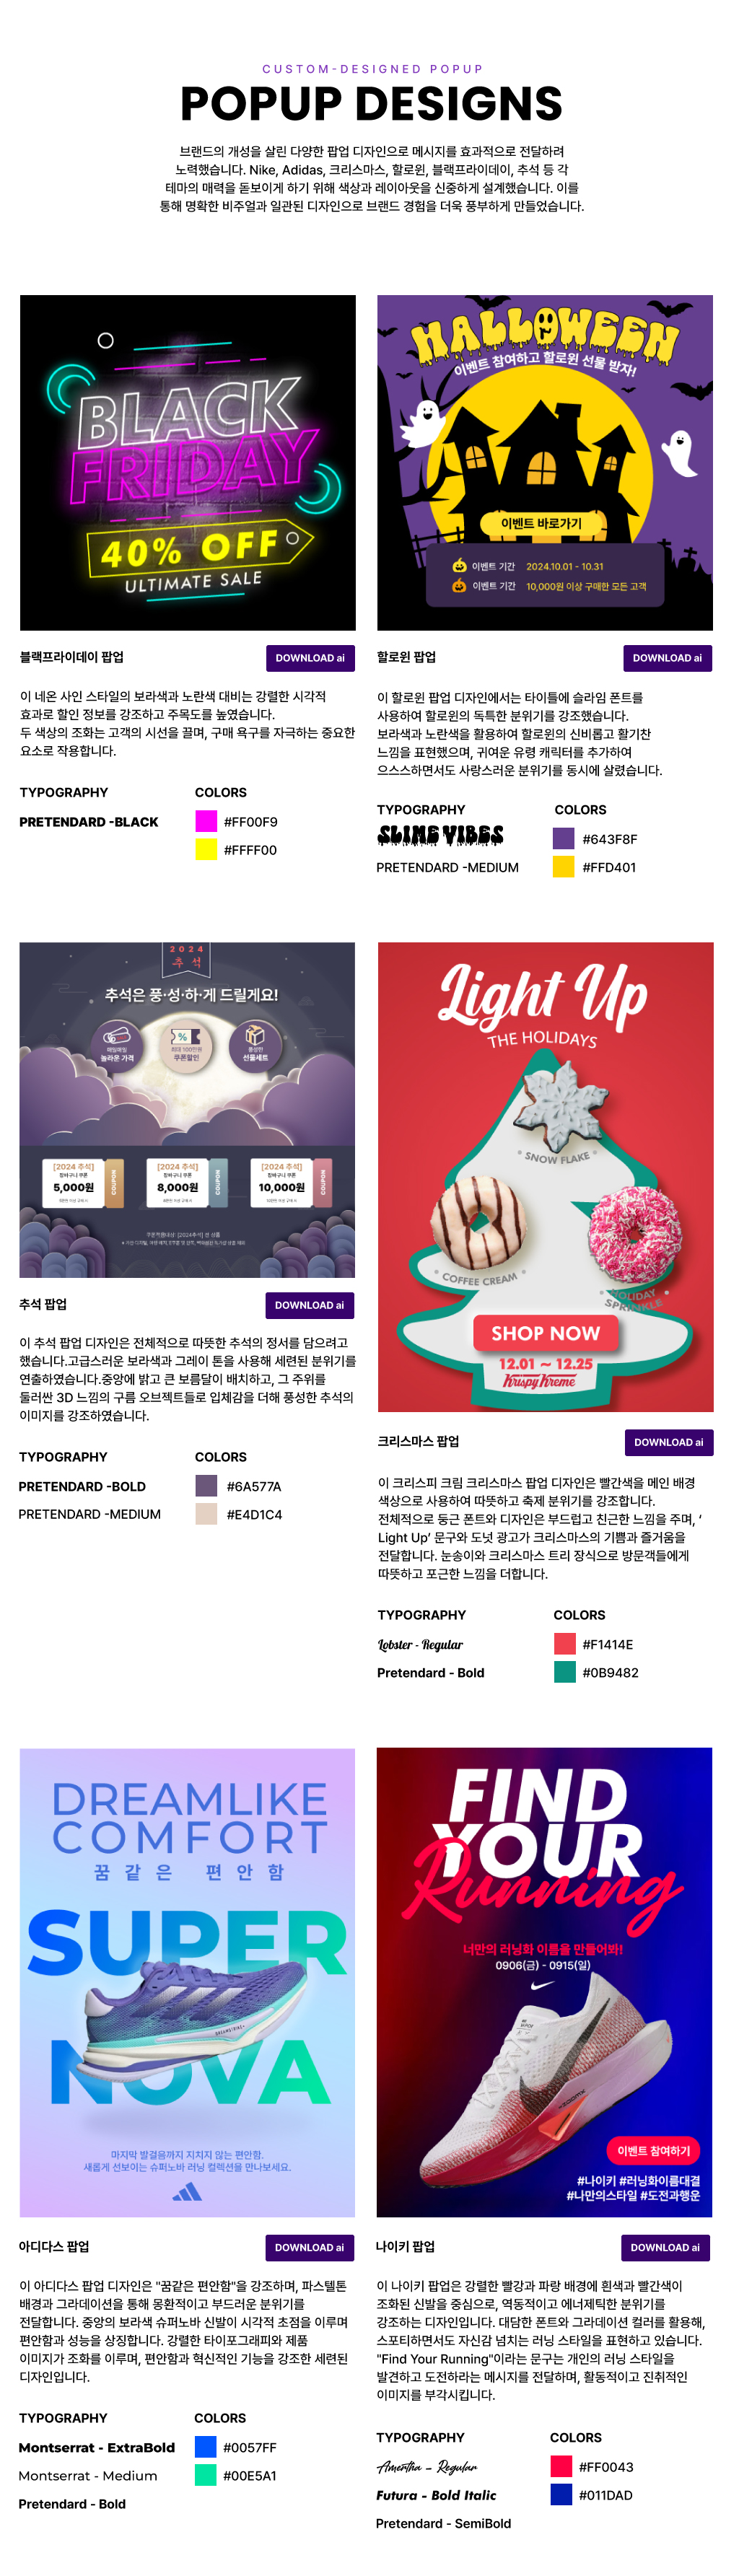 CUSTOM-DESIGNED POPUP
POPUP DESIGNS
브랜드의 개성을 살린 다양한 팝업 디자인으로 메시지를 효과적으로 전달하려
노력했습니다. Nike, Adidas, 크리스마스, 할로윈, 블랙프라이데이, 추석 등 각
테마의 매력을 돋보이게 하기 위해 색상과 레이아웃을 신중하게 설계했습니다. 이를
통해 명확한 비주얼과 일관된 디자인으로 브랜드 경험을 더욱 풍부하게 만들었습니다.
BLACK
FRIDAY
40% OFF
ULTIMATE SALE
블랙프라이데이 팝업
DOWNLOAD ai
이 네온 사인 스타일의 보라색과 노란색 대비는 강렬한 시각적
효과로 할인 정보를 강조하고 주목도를 높였습니다.
두 색상의 조화는 고객의 시선을 끌며, 구매 욕구를 자극하는 중요한
요소로 작용합니다.
TYPOGRAPHY
COLORS
PRETENDARD -BLACK
#FF00F9
#FFFF00
HALLOWEEN
이벤트 참여하고 할로윈 선물 받자!
이벤트 바로가기
이벤트 기간 2024.10.01 - 10.31
이벤트 기간 10,000원 이상 구매한 모든 고객
할로윈 팝업
DOWNLOAD ai
이 할로윈 팝업 디자인에서는 타이틀에 슬라임 폰트를
사용하여 할로윈의 독특한 분위기를 강조했습니다.
보라색과 노란색을 활용하여 할로윈의 신비롭고 활기찬
느낌을 표현했으며, 귀여운 유령 캐릭터를 추가하여
으스스하면서도 사랑스러운 분위기를 동시에 살렸습니다.
TYPOGRAPHY
COLORS
SLIME VIBES
PRETENDARD -MEDIUM
#643F8F
#FFD401
2024
추석
추석은 풍·성·하·게 드릴게요!
놀라운 가격
최대 100만원
쿠폰할인
풍성한
선물세트
[2024 추석]
장바구니 쿠폰
5,000원
COUPON
[2024 추석]
장바구니 쿠폰
8,000원
COUPON
[2024 추석]
장바구니 쿠폰
10,000원
COUPON
추석 팝업
DOWNLOAD ai
이 추석 팝업 디자인은 전체적으로 따뜻한 추석의 정서를 담으려고
했습니다.고급스러운 보라색과 그레이 톤을 사용해 세련된 분위기를
연출하였습니다.중앙에 밝고 큰 보름달이 배치하고, 그 주위를
둘러싼 3D 느낌의 구름 오브젝트들로 입체감을 더해 풍성한 추석의
이미지를 강조하였습니다.
TYPOGRAPHY
COLORS
PRETENDARD -BOLD
PRETENDARD -MEDIUM
#6A577A
#E4D1C4
Light Up
THE HOLIDAYS
SNOW FLAKE
COFFEE CREAM
HOLIDAY
SPRINKLE
SHOP NOW
12.01 ~ 12.25
Krispy Kreme
크리스마스 팝업
DOWNLOAD ai
이 크리스피 크림 크리스마스 팝업 디자인은 빨간색을 메인 배경
색상으로 사용하여 따뜻하고 축제 분위기를 강조합니다.
전체적으로 둥근 폰트와 디자인은 부드럽고 친근한 느낌을 주며, ‘
Light Up’ 문구와 도넛 광고가 크리스마스의 기쁨과 즐거움을
전달합니다. 눈송이와 크리스마스 트리 장식으로 방문객들에게
따뜻하고 포근한 느낌을 더합니다.
TYPOGRAPHY
COLORS
Lobster - Regular
Pretendard - Bold
#F1414E
#0B9482
DREAMLIKE
COMFORT
꿈같은 편안함
SUPER
NOVA
마지막 발걸음까지 지치지 않는 편안함.
새롭게 선보이는 슈퍼노바 러닝 컬렉션을 만나보세요.
아디다스 팝업
DOWNLOAD ai
이 아디다스 팝업 디자인은 "꿈같은 편안함"을 강조하며, 파스텔톤
배경과 그라데이션을 통해 몽환적이고 부드러운 분위기를
전달합니다. 중앙의 보라색 슈퍼노바 신발이 시각적 초점을 이루며
편안함과 성능을 상징합니다. 강렬한 타이포그래피와 제품
이미지가 조화를 이루며, 편안함과 혁신적인 기능을 강조한 세련된
디자인입니다.
TYPOGRAPHY
COLORS
Montserrat - ExtraBold
Montserrat - Medium
Pretendard - Bold
#0057FF
#00E5A1
FIND
YOUR
Running
너만의 러닝화 이름을 만들어봐!
0906(금) - 0915(일)
이벤트 참여하기
#나이키 #러닝화이름대결
#나만의스타일 #도전과행운
나이키 팝업
DOWNLOAD ai
이 나이키 팝업은 강렬한 빨강과 파랑 배경에 흰색과 빨간색이
조화된 신발을 중심으로, 역동적이고 에너제틱한 분위기를
강조하는 디자인입니다. 대담한 폰트와 그라데이션 컬러를 활용해,
스포티하면서도 자신감 넘치는 러닝 스타일을 표현하고 있습니다.
"Find Your Running"이라는 문구는 개인의 러닝 스타일을
발견하고 도전하라는 메시지를 전달하며, 활동적이고 진취적인
이미지를 부각시킵니다.
TYPOGRAPHY
COLORS
Amertha - Regular
Futura - Bold Italic
Pretendard - SemiBold
#FF0043
#011DAD